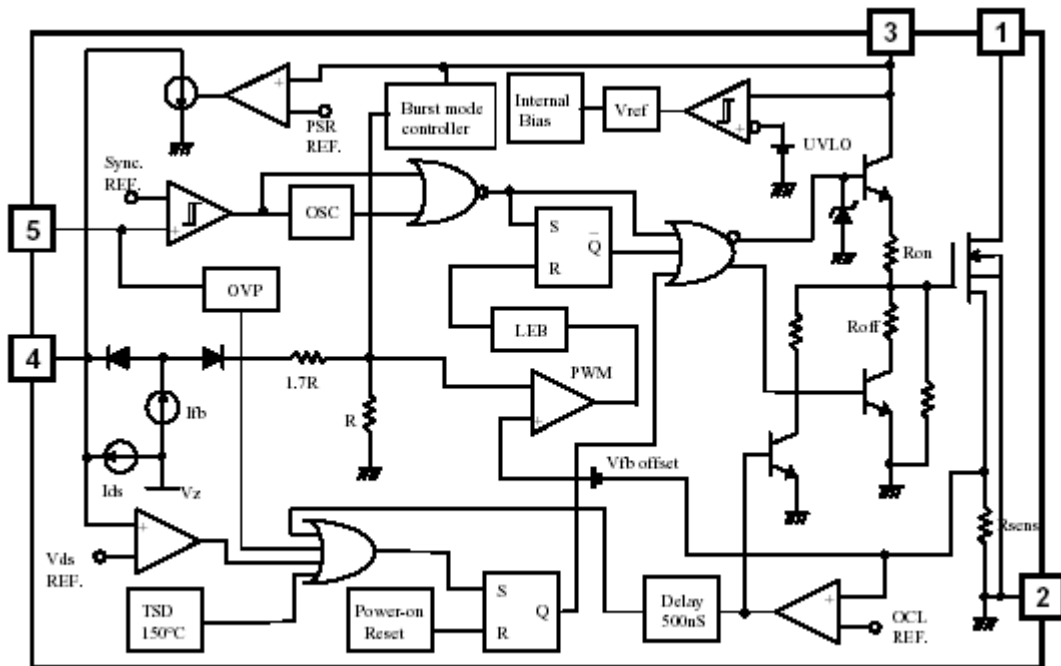 3
1
PSR
REF.
Burst mode
controller
Internal
Bias
Vref
+
+
UVLO
Sync.
REF.
5
+
OSC
S
Q
R
OVP
Ron
Roff
LEB
PWM
4
1.7R
R
+
Ifb
Ids
Vz
Vfb offset
Rsens
+
Vds
REF.
TSD
150°C
Power-on
Reset
S
Q
R
Delay
500nS
+
OCL
REF.
2